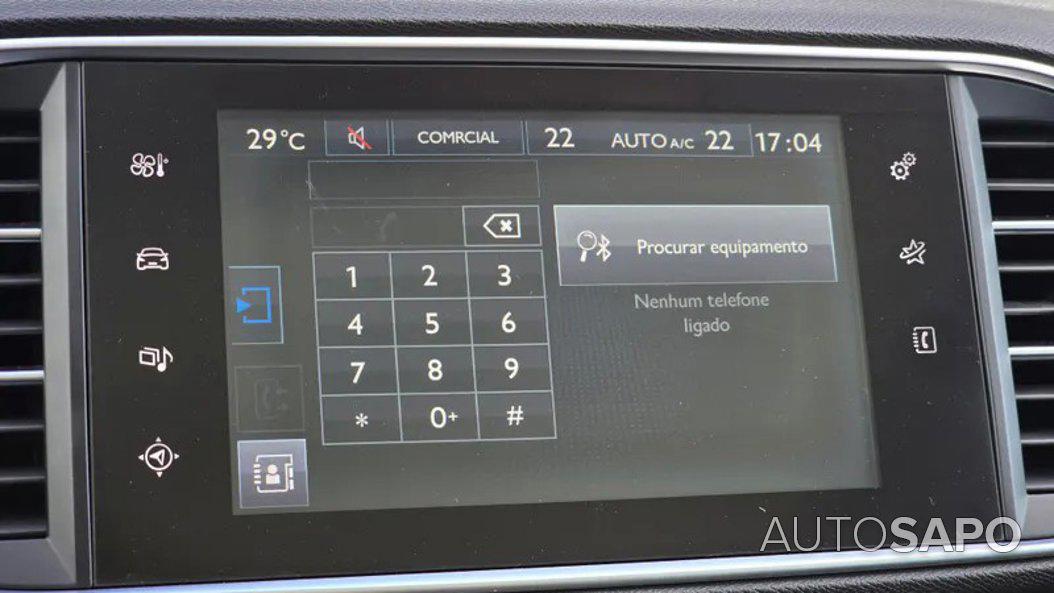 29°C COMRCIAL 22 AUTO A/C 22 17:04
Procurar equipamento
Nenhum telefone
ligado
1 2 3
4 5 6
7 8 9
* 0+ #
AUTOSAPO